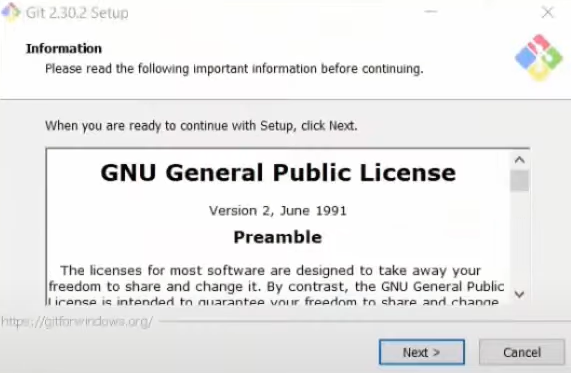 Git 2.30.2 Setup
Information
Please read the following important information before continuing.
When you are ready to continue with Setup, click Next.
GNU General Public License
Version 2, June 1991
Preamble
The licenses for most software are designed to take away your
freedom to share and change it. By contrast, the GNU General Public
License is intended to guarantee your freedom to share and change
https://gitforwindows.org/
Next >
Cancel